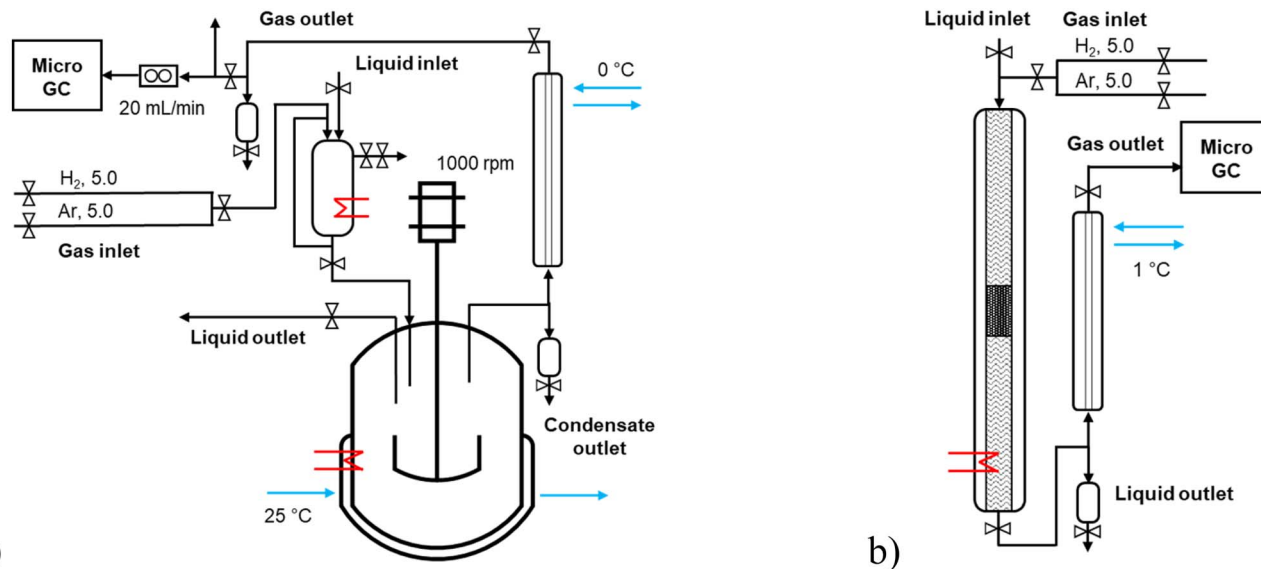 Gas outlet
Micro
GC
20 mL/min
Liquid inlet
0 °C
H₂, 5.0
Ar, 5.0
Gas inlet
1000 rpm
Liquid outlet
25 °C
Condensate
outlet
)
b)
Liquid inlet
Gas inlet
H₂, 5.0
Ar, 5.0
Gas outlet
Micro
GC
1 °C
Liquid outlet